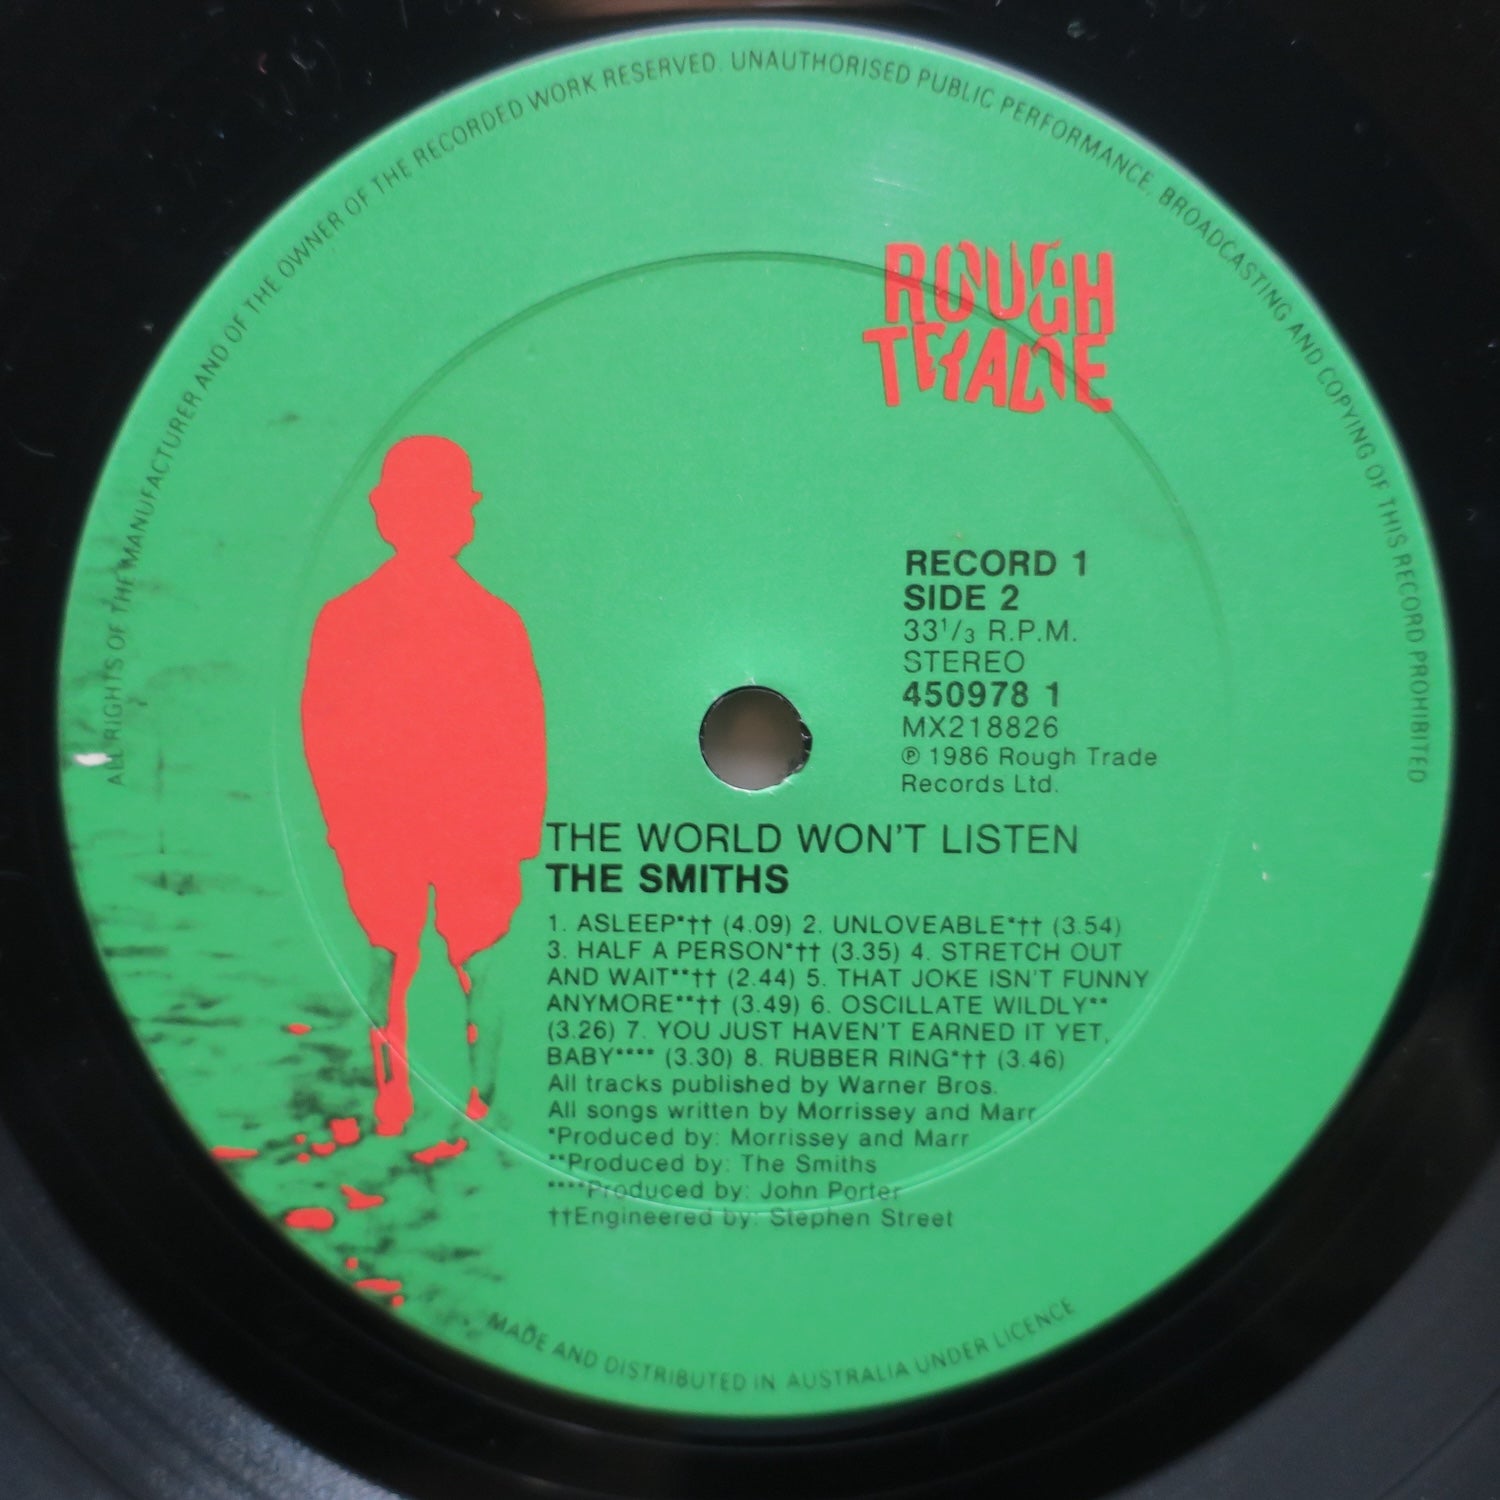 ALL RIGHTS OF THE MANUFACTURER AND OF THE OWNER OF THE RECORDED WORK RESERVED. UNAUTHORISED PUBLIC PERFORMANCE, BROADCASTING AND COPYING OF THIS RECORD PROHIBITED
ROUGH
TRADE
RECORD 1
SIDE 2
33¹/₃ R.P.M.
STEREO
450978 1
MX218826
℗ 1986 Rough Trade
Records Ltd.
THE WORLD WON'T LISTEN
THE SMITHS
1. ASLEEP*†† (4.09) 2. UNLOVEABLE*†† (3.54)
3. HALF A PERSON*†† (3.35) 4. STRETCH OUT
AND WAIT**†† (2.44) 5. THAT JOKE ISN'T FUNNY
ANYMORE**†† (3.49) 6. OSCILLATE WILDLY**
(3.26) 7. YOU JUST HAVEN'T EARNED IT YET,
BABY**** (3.30) 8. RUBBER RING*†† (3.46)
All tracks published by Warner Bros.
All songs written by Morrissey and Marr
*Produced by: Morrissey and Marr
**Produced by: The Smiths
****Produced by: John Porter
††Engineered by: Stephen Street
MADE AND DISTRIBUTED IN AUSTRALIA UNDER LICENCE